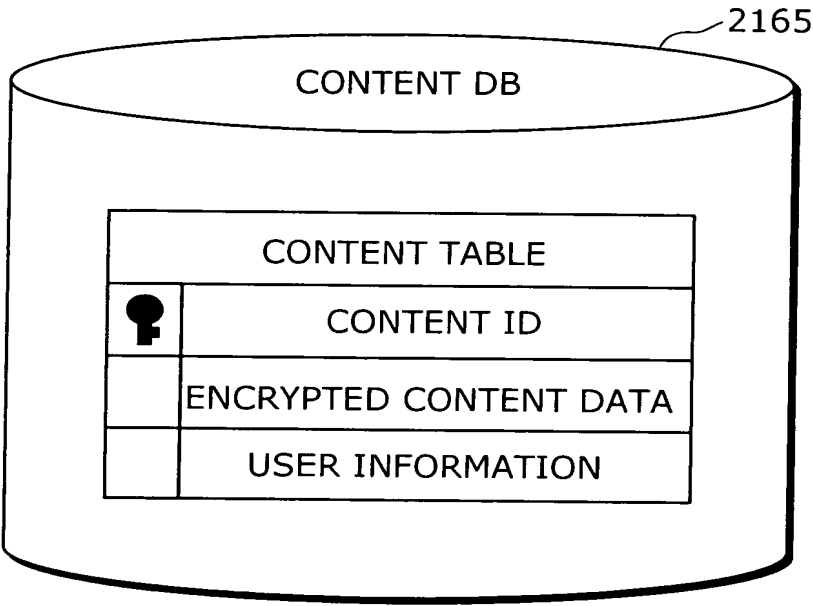 2165
CONTENT DB
CONTENT TABLE
CONTENT ID
ENCRYPTED CONTENT DATA
USER INFORMATION